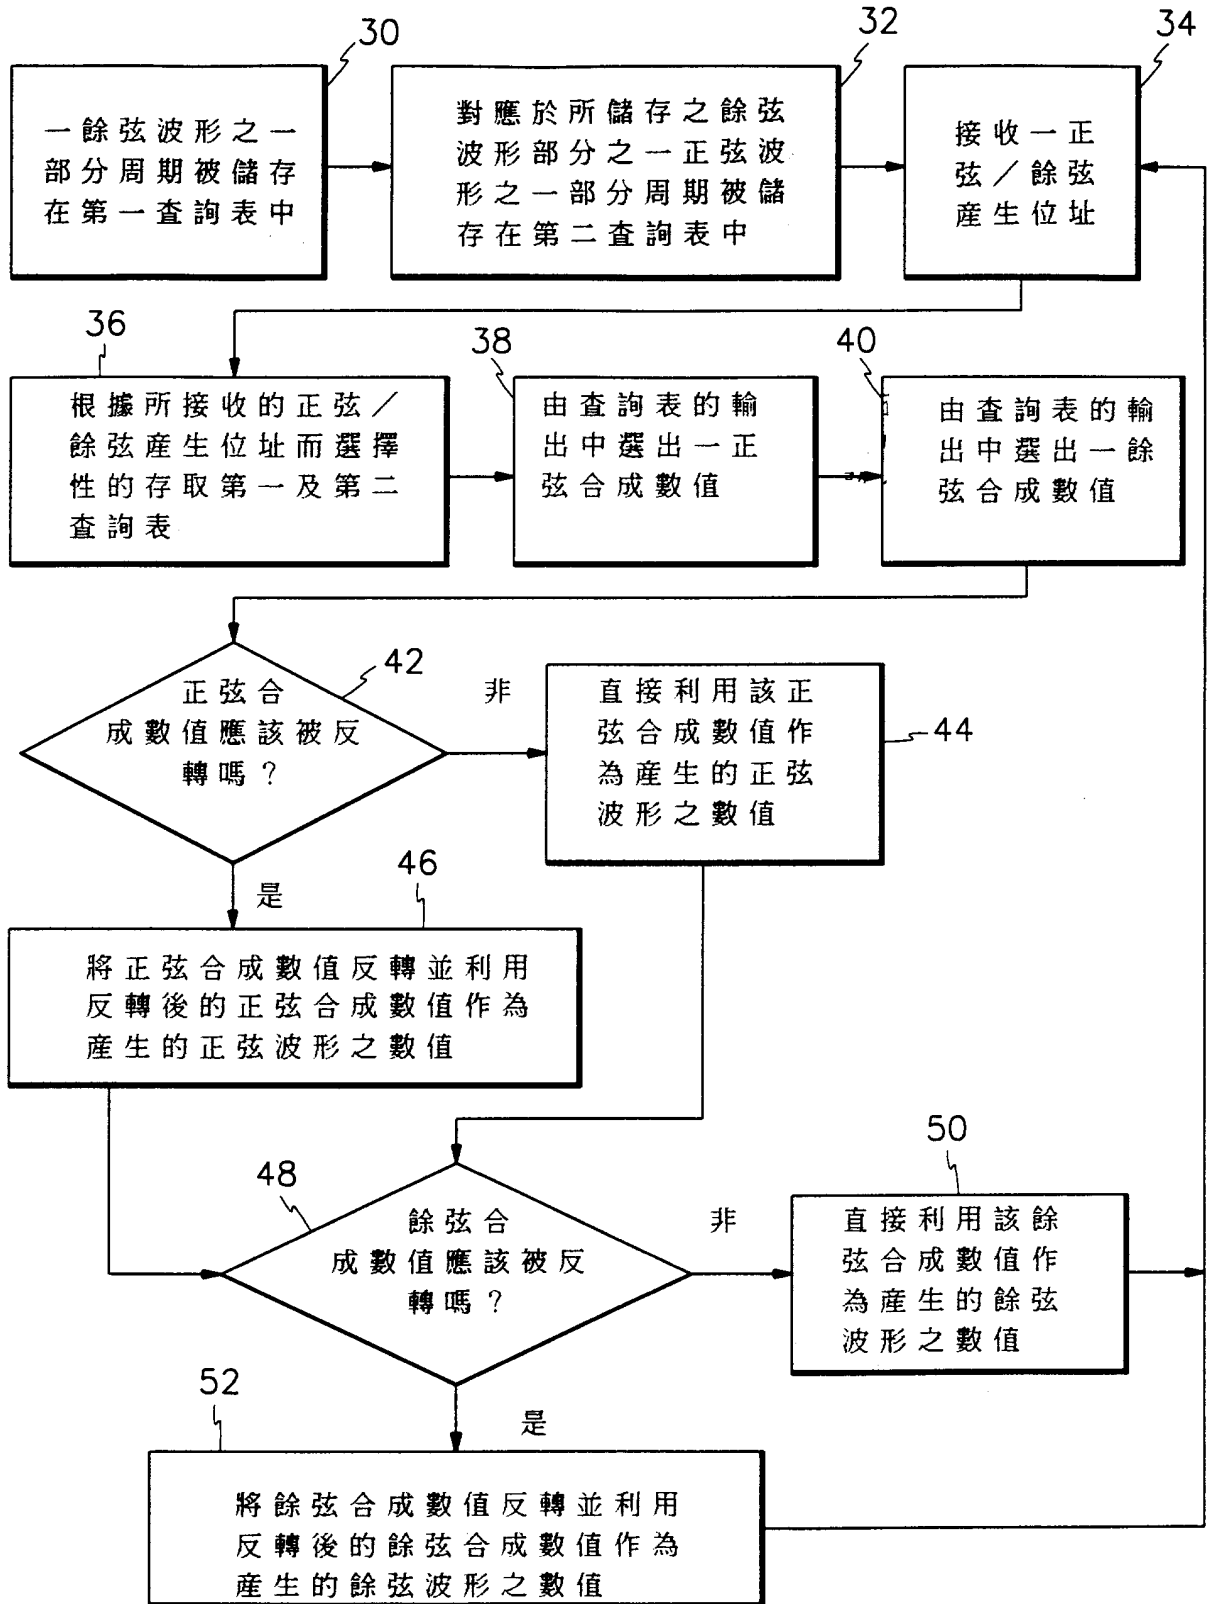 30
一餘弦波形之一
部分周期被儲存
在第一查詢表中
32
對應於所儲存之餘弦
波形部分之一正弦波
形之一部分周期被儲
存在第二查詢表中
34
接收一正
弦／餘弦
產生位址
36
根據所接收的正弦／
餘弦產生位址而選擇
性的存取第一及第二
查詢表
38
由查詢表的輸
出中選出一正
弦合成數值
40
由查詢表的輸
出中選出一餘
弦合成數值
42
正弦合
成數值應該被反
轉嗎？
非
直接利用該正
弦合成數值作
為產生的正弦
波形之數值
44
是
46
將正弦合成數值反轉並利用
反轉後的正弦合成數值作為
產生的正弦波形之數值
48
餘弦合
成數值應該被反
轉嗎？
非
50
直接利用該餘
弦合成數值作
為產生的餘弦
波形之數值
是
52
將餘弦合成數值反轉並利用
反轉後的餘弦合成數值作為
產生的餘弦波形之數值